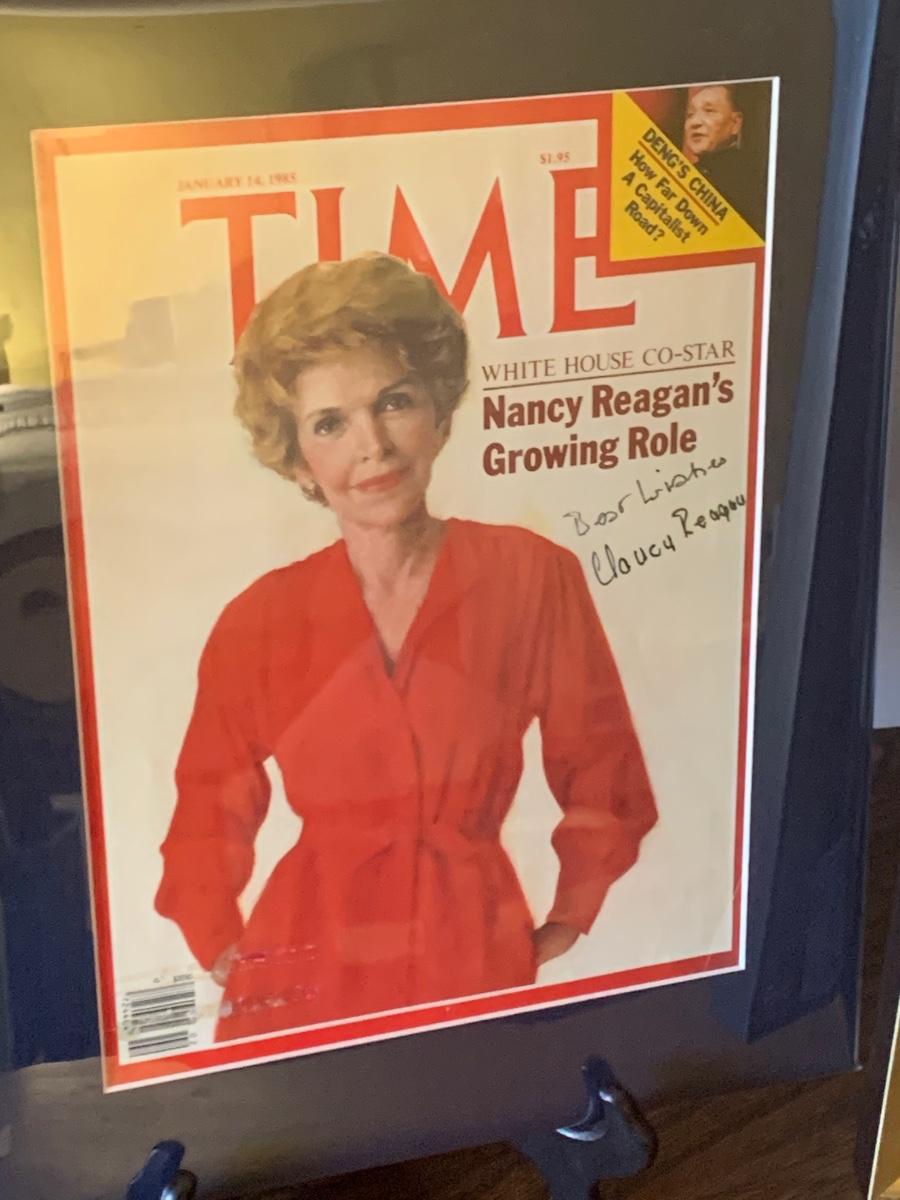 JANUARY 14, 1985
$1.95
TIME
DENG'S CHINA
How Far Down
A Capitalist
Road?
WHITE HOUSE CO-STAR
Nancy Reagan's
Growing Role
Best Wishes
Nancy Reagan